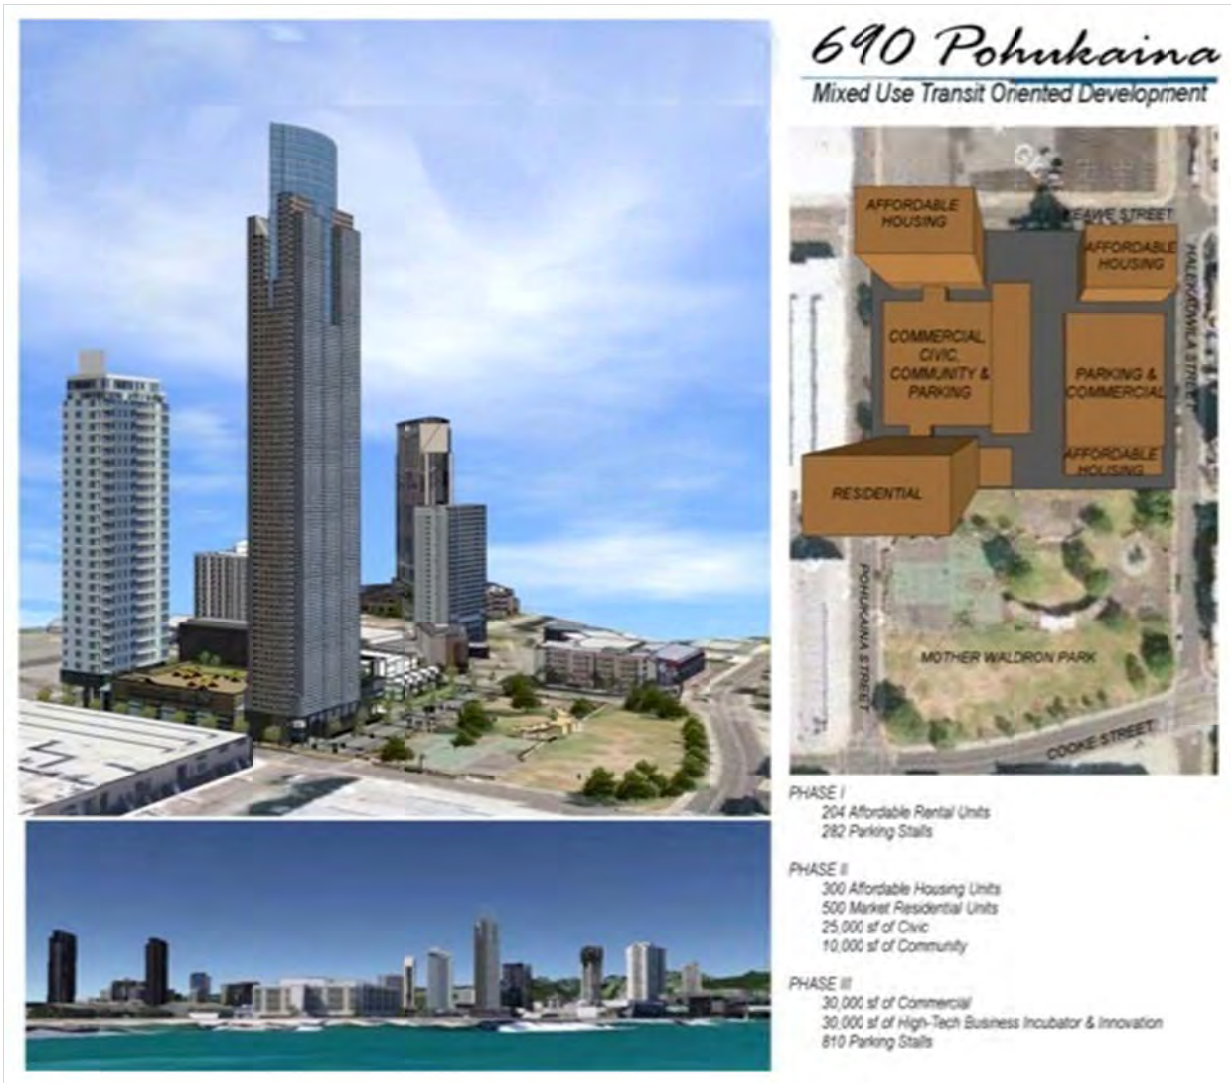 690 Pohukaina
Mixed Use Transit Oriented Development
AFFORDABLE
HOUSING
KEAWE STREET
AFFORDABLE
HOUSING
HALEKAUWILA STREET
COMMERCIAL,
CIVIC,
COMMUNITY &
PARKING
PARKING &
COMMERCIAL
AFFORDABLE
HOUSING
RESIDENTIAL
POHUKAINA STREET
MOTHER WALDRON PARK
COOKE STREET
PHASE I
204 Affordable Rental Units
282 Parking Stalls
PHASE II
300 Affordable Housing Units
500 Market Residential Units
25,000 sf of Civic
10,000 sf of Community
PHASE III
30,000 sf of Commercial
30,000 sf of High-Tech Business Incubator & Innovation
810 Parking Stalls